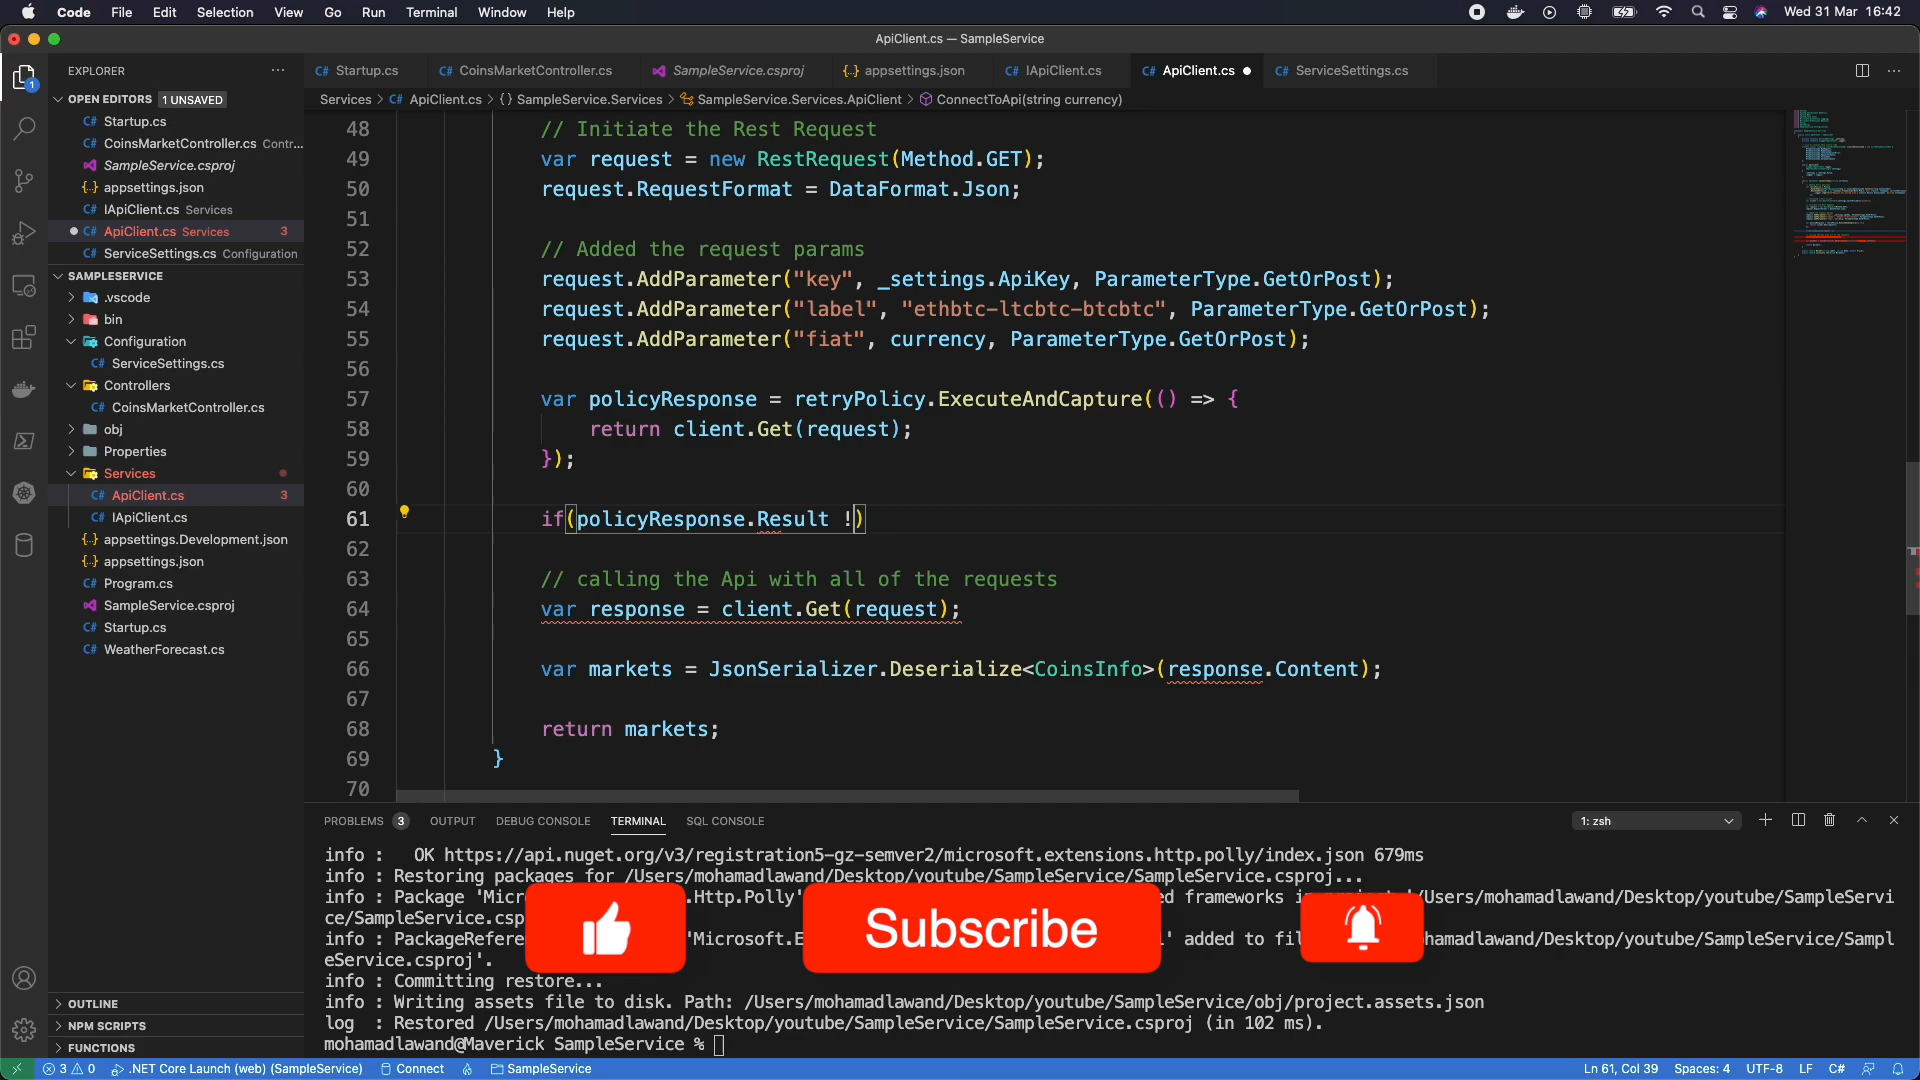 Code File Edit Selection View Go Run Terminal Window Help Wed 31 Mar 16:42
ApiClient.cs — SampleService
EXPLORER
Startup.cs CoinsMarketController.cs SampleService.csproj appsettings.json IApiClient.cs ApiClient.cs ServiceSettings.cs
Services > ApiClient.cs > {} SampleService.Services > SampleService.Services.ApiClient > ConnectToApi(string currency)
OPEN EDITORS 1 UNSAVED
Startup.cs
CoinsMarketController.cs Contr...
SampleService.csproj
appsettings.json
IApiClient.cs Services
ApiClient.cs Services 3
ServiceSettings.cs Configuration
SAMPLESERVICE
.vscode
bin
Configuration
ServiceSettings.cs
Controllers
CoinsMarketController.cs
obj
Properties
Services
ApiClient.cs 3
IApiClient.cs
appsettings.Development.json
appsettings.json
Program.cs
SampleService.csproj
Startup.cs
WeatherForecast.cs
OUTLINE
NPM SCRIPTS
FUNCTIONS
48 // Initiate the Rest Request
49 var request = new RestRequest(Method.GET);
50 request.RequestFormat = DataFormat.Json;
51
52 // Added the request params
53 request.AddParameter("key", _settings.ApiKey, ParameterType.GetOrPost);
54 request.AddParameter("label", "ethbtc-ltcbtc-btcbtc", ParameterType.GetOrPost);
55 request.AddParameter("fiat", currency, ParameterType.GetOrPost);
56
57 var policyResponse = retryPolicy.ExecuteAndCapture(() => {
58 return client.Get(request);
59 });
60
61 if(policyResponse.Result !)
62
63 // calling the Api with all of the requests
64 var response = client.Get(request);
65
66 var markets = JsonSerializer.Deserialize<CoinsInfo>(response.Content);
67
68 return markets;
69 }
70
PROBLEMS 3 OUTPUT DEBUG CONSOLE TERMINAL SQL CONSOLE 1: zsh
info : OK https://api.nuget.org/v3/registration5-gz-semver2/microsoft.extensions.http.polly/index.json 679ms
info : Restoring packages for /Users/mohamadlawand/Desktop/youtube/SampleService/SampleService.csproj...
info : Package 'Micr .Http.Polly' d frameworks i /Users/mohamadlawand/Desktop/youtube/SampleServi
ce/SampleService.csp
info : PackageRefere 'Microsoft.E ' added to fil hamadlawand/Desktop/youtube/SampleService/Sampl
eService.csproj'.
info : Committing restore...
info : Writing assets file to disk. Path: /Users/mohamadlawand/Desktop/youtube/SampleService/obj/project.assets.json
log : Restored /Users/mohamadlawand/Desktop/youtube/SampleService/SampleService.csproj (in 102 ms).
mohamadlawand@Maverick SampleService %
Subscribe
3 0 .NET Core Launch (web) (SampleService) Connect SampleService Ln 61, Col 39 Spaces: 4 UTF-8 LF C#